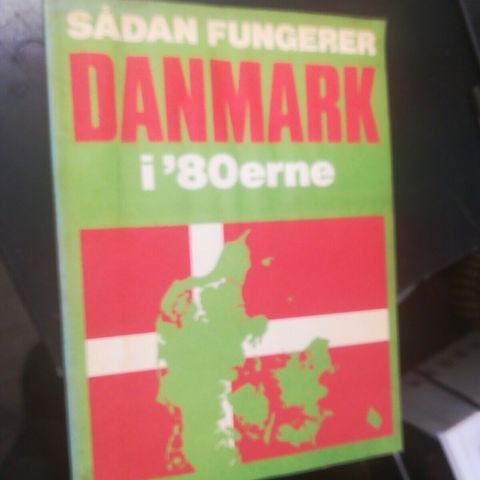 SÅDAN FUNGERER
DANMARK
i '80erne